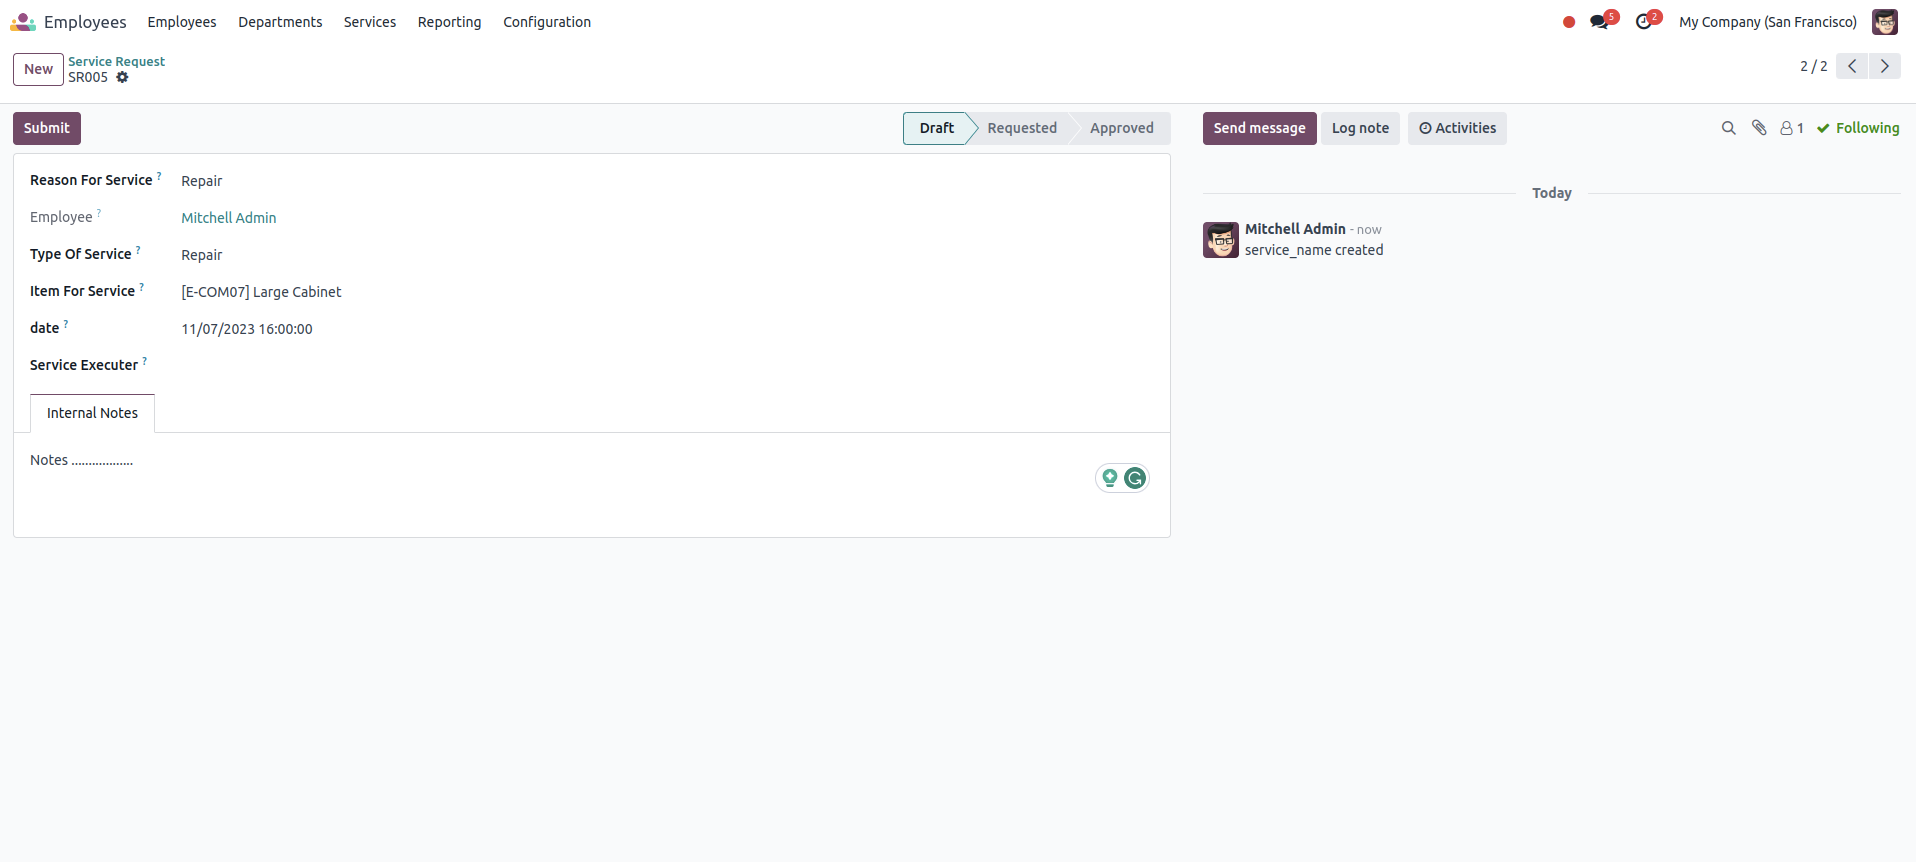 Employees Employees Departments Services Reporting Configuration 5 2 My Company (San Francisco)
New Service Request
SR005
2 / 2
Submit Draft Requested Approved Send message Log note Activities 1 Following
Reason For Service ? Repair
Employee ? Mitchell Admin
Type Of Service ? Repair
Item For Service ? [E-COM07] Large Cabinet
date ? 11/07/2023 16:00:00
Service Executer ?
Internal Notes
Notes ..................
Today
Mitchell Admin - now
service_name created